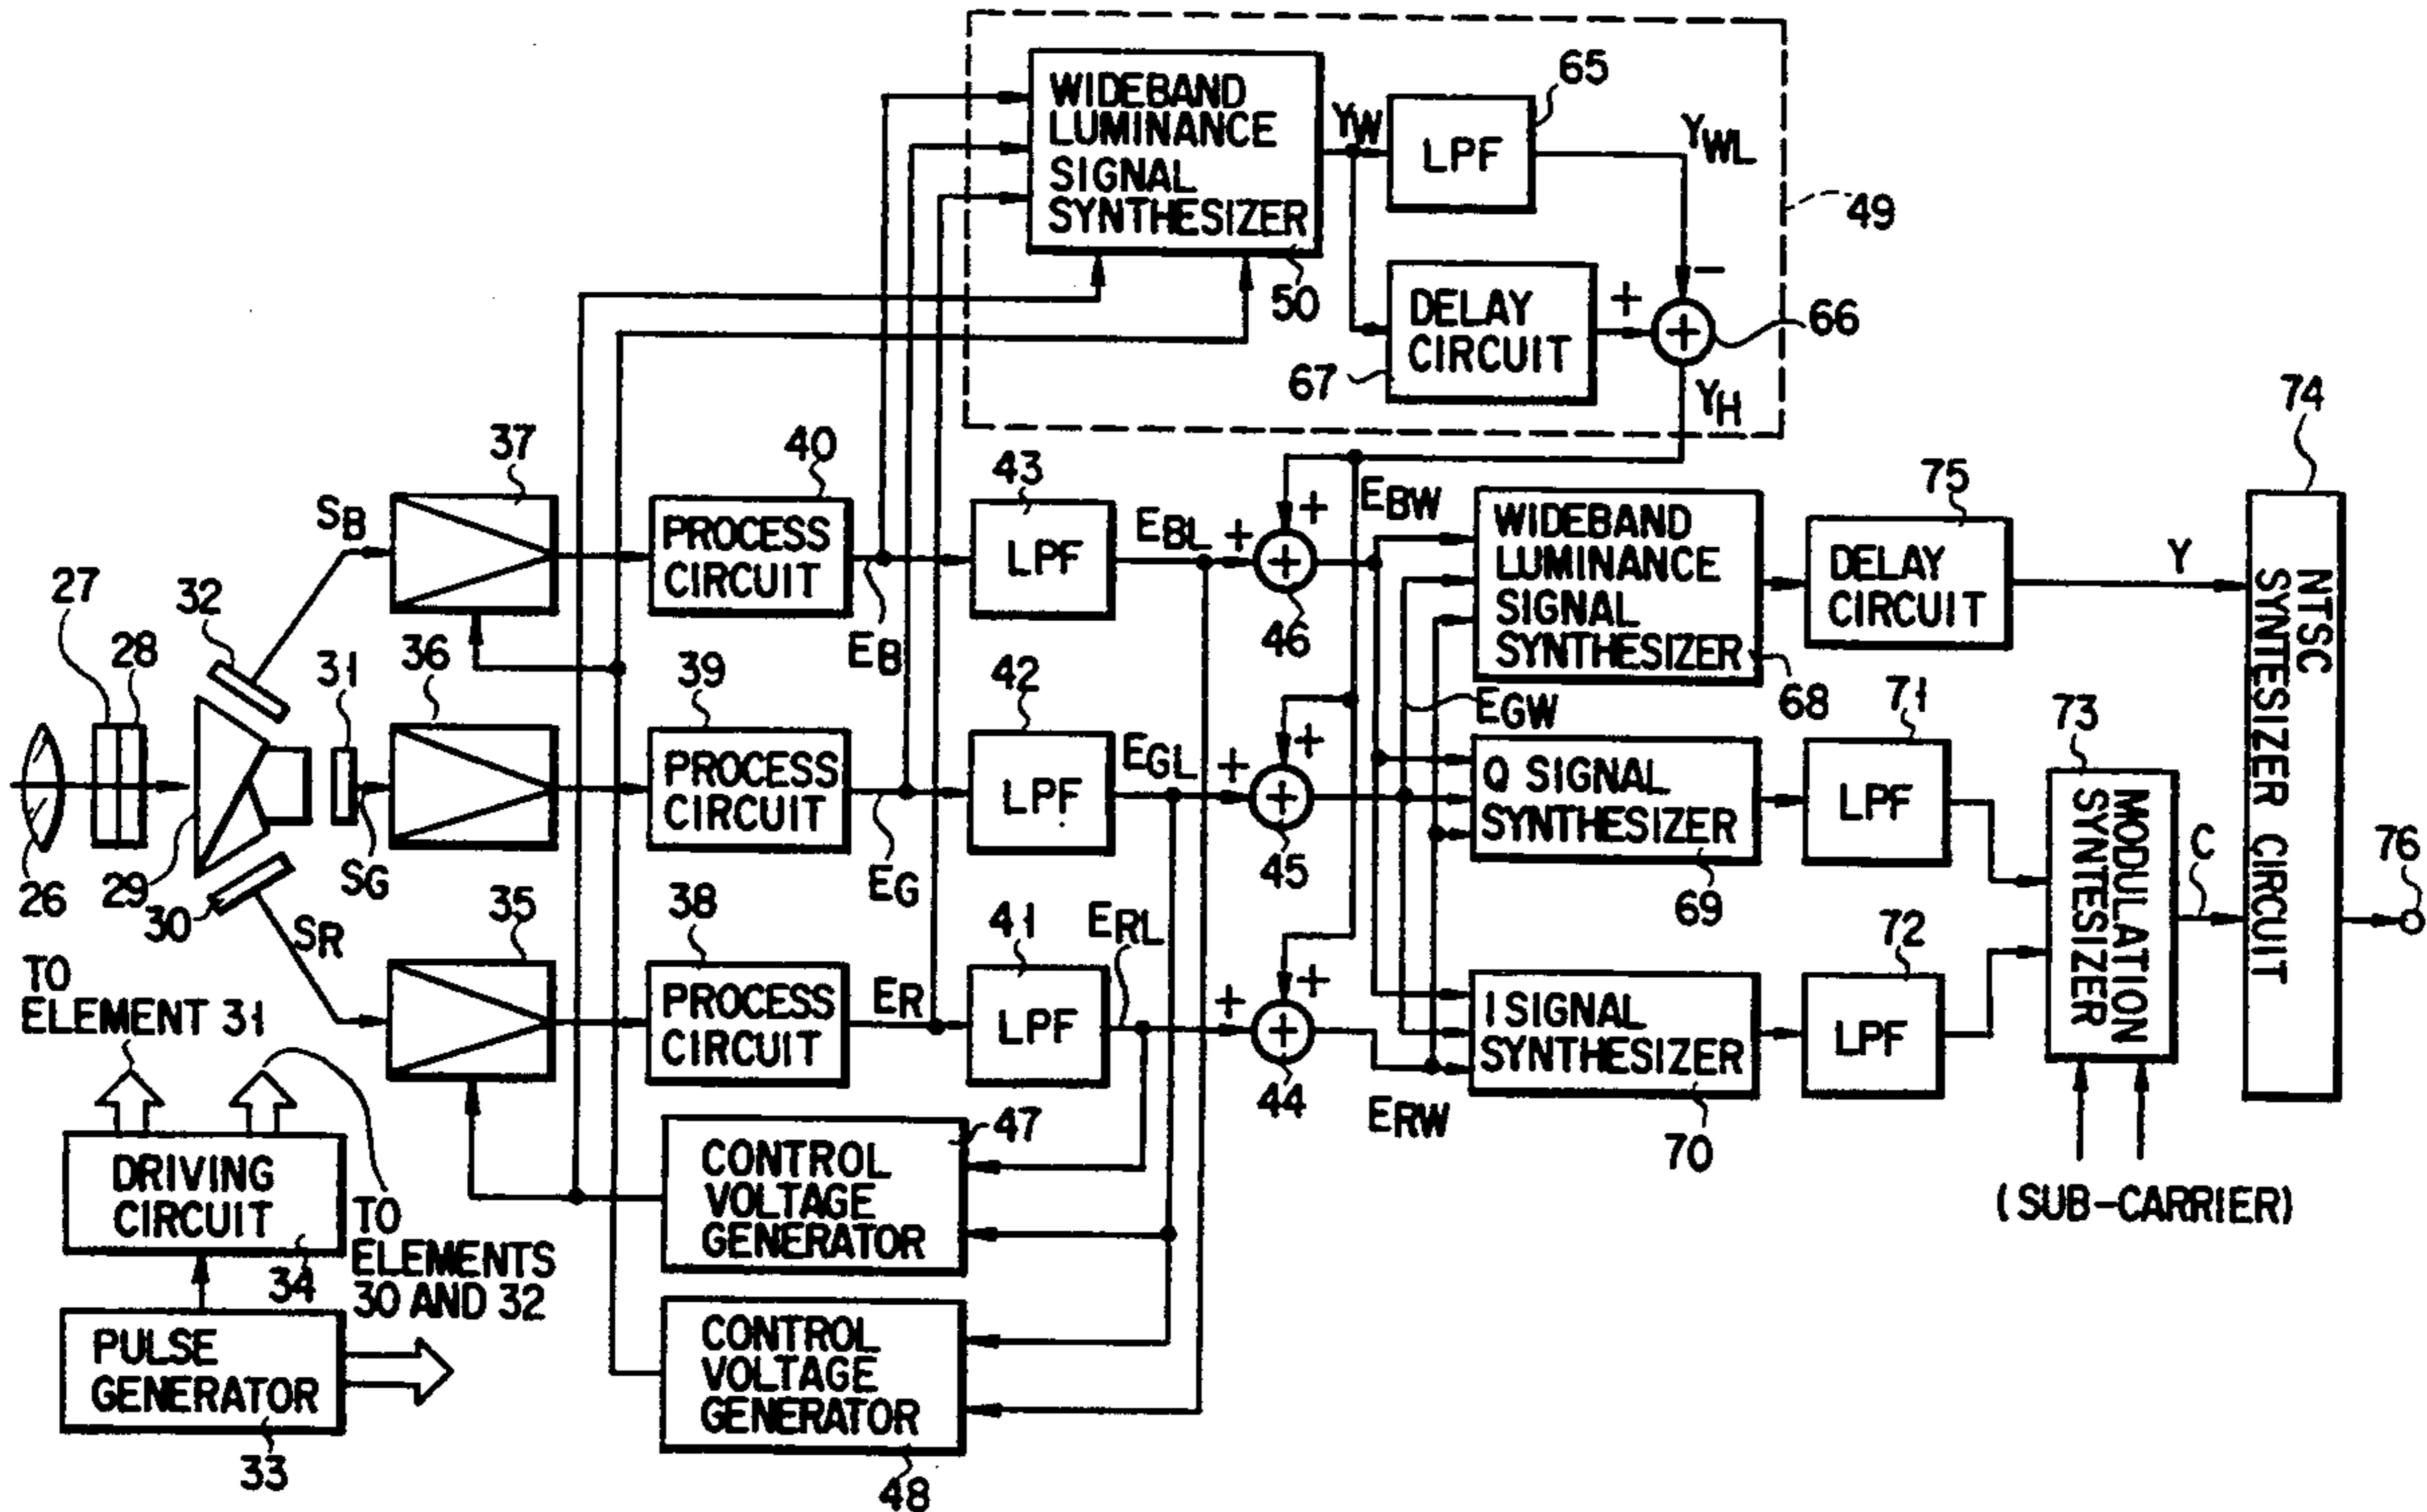 WIDEBAND
LUMINANCE
SIGNAL
SYNTHESIZER
50
YW
LPF
65
YWL
49
DELAY
CIRCUIT
67
+
−
+
66
YH
74
37
SB
40
PROCESS
CIRCUIT
EB
43
LPF
EBL
+
+
+
46
EBW
WIDEBAND
LUMINANCE
SIGNAL
SYNTHESIZER
68
75
DELAY
CIRCUIT
Y
NTSC
SYNTESIZER CIRCUIT
27
28
32
31
36
39
PROCESS
CIRCUIT
EG
42
LPF
EGL
+
+
+
45
EGW
Q SIGNAL
SYNTHESIZER
69
71
LPF
73
MODULATION
SYNTESIZER
C
76
26
29
30
SG
SR
35
38
PROCESS
CIRCUIT
ER
41
LPF
ERL
+
+
+
44
ERW
I SIGNAL
SYNTHESIZER
70
72
LPF
(SUB-CARRIER)
TO
ELEMENT 31
DRIVING
CIRCUIT
34
TO
ELEMENTS
30 AND 32
47
CONTROL
VOLTAGE
GENERATOR
PULSE
GENERATOR
33
CONTROL
VOLTAGE
GENERATOR
48